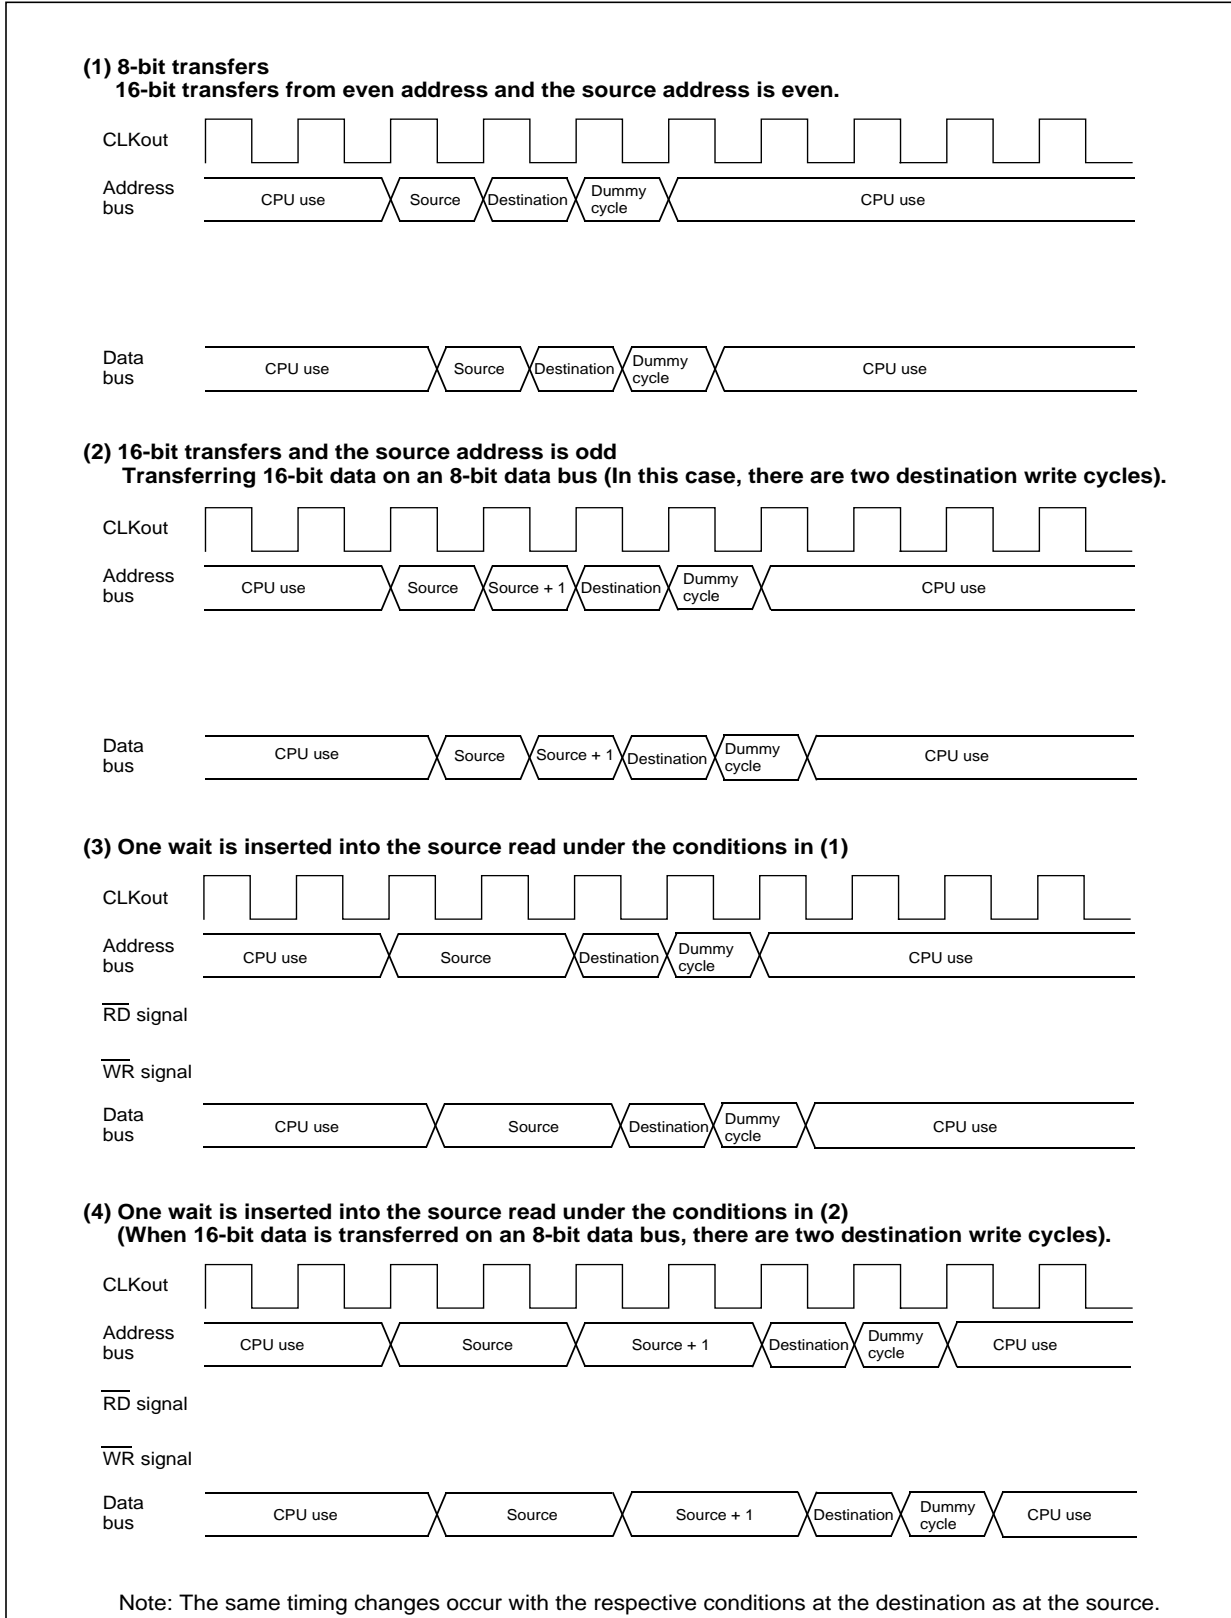 (1) 8-bit transfers
16-bit transfers from even address and the source address is even.
CLKout
Address
bus
CPU use
Source
Destination
Dummy
cycle
CPU use
Data
bus
CPU use
Source
Destination
Dummy
cycle
CPU use
(2) 16-bit transfers and the source address is odd
Transferring 16-bit data on an 8-bit data bus (In this case, there are two destination write cycles).
CLKout
Address
bus
CPU use
Source
Source + 1
Destination
Dummy
cycle
CPU use
Data
bus
CPU use
Source
Source + 1
Destination
Dummy
cycle
CPU use
(3) One wait is inserted into the source read under the conditions in (1)
CLKout
Address
bus
CPU use
Source
Destination
Dummy
cycle
CPU use
RD signal
WR signal
Data
bus
CPU use
Source
Destination
Dummy
cycle
CPU use
(4) One wait is inserted into the source read under the conditions in (2)
(When 16-bit data is transferred on an 8-bit data bus, there are two destination write cycles).
CLKout
Address
bus
CPU use
Source
Source + 1
Destination
Dummy
cycle
CPU use
RD signal
WR signal
Data
bus
CPU use
Source
Source + 1
Destination
Dummy
cycle
CPU use
Note: The same timing changes occur with the respective conditions at the destination as at the source.